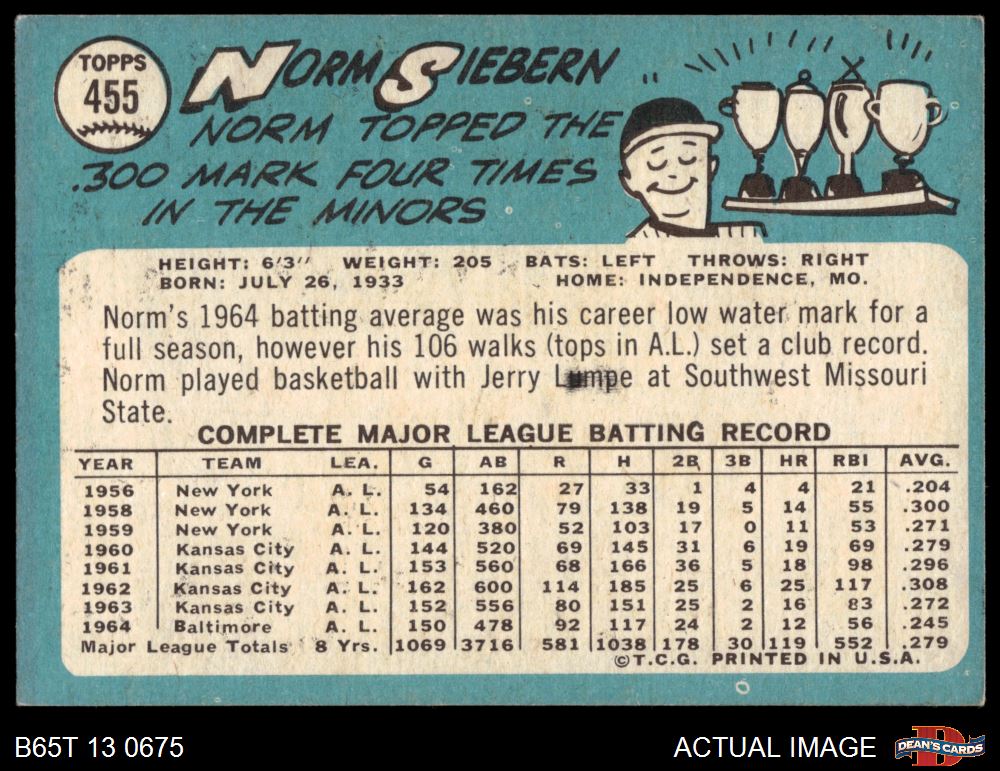 TOPPS
455
NORM SIEBERN
NORM TOPPED THE
.300 MARK FOUR TIMES
IN THE MINORS
HEIGHT: 6'3" WEIGHT: 205 BATS: LEFT THROWS: RIGHT
BORN: JULY 26, 1933 HOME: INDEPENDENCE, MO.
Norm's 1964 batting average was his career low water mark for a
full season, however his 106 walks (tops in A.L.) set a club record.
Norm played basketball with Jerry Lumpe at Southwest Missouri
State.
COMPLETE MAJOR LEAGUE BATTING RECORD
YEAR TEAM LEA. G AB R H 2B 3B HR RBI AVG.
1956 New York A. L. 54 162 27 33 1 4 4 21 .204
1958 New York A. L. 134 460 79 138 19 5 14 55 .300
1959 New York A. L. 120 380 52 103 17 0 11 53 .271
1960 Kansas City A. L. 144 520 69 145 31 6 19 69 .279
1961 Kansas City A. L. 153 560 68 166 36 5 18 98 .296
1962 Kansas City A. L. 162 600 114 185 25 6 25 117 .308
1963 Kansas City A. L. 152 556 80 151 25 2 16 83 .272
1964 Baltimore A. L. 150 478 92 117 24 2 12 56 .245
Major League Totals 8 Yrs. 1069 3716 581 1038 178 30 119 552 .279
©T.C.G. PRINTED IN U.S.A.
B65T 13 0675
ACTUAL IMAGE
DEAN'S CARDS